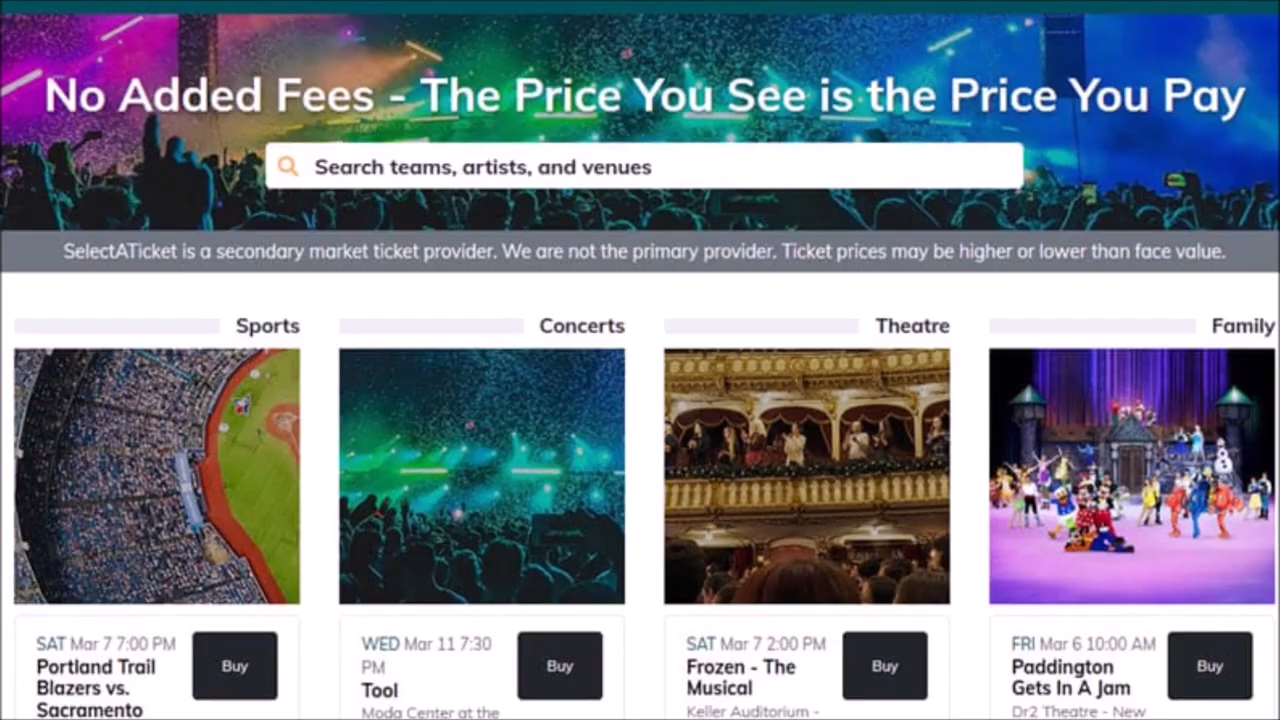 No Added Fees - The Price You See is the Price You Pay
Search teams, artists, and venues
SelectATicket is a secondary market ticket provider. We are not the primary provider. Ticket prices may be higher or lower than face value.
Sports
Concerts
Theatre
Family
SAT Mar 7 7:00 PM
Portland Trail
Blazers vs.
Sacramento
Buy
WED Mar 11 7:30
PM
Tool
Moda Center at the
Buy
SAT Mar 7 2:00 PM
Frozen - The
Musical
Keller Auditorium -
Buy
FRI Mar 6 10:00 AM
Paddington
Gets In A Jam
Dr2 Theatre - New
Buy